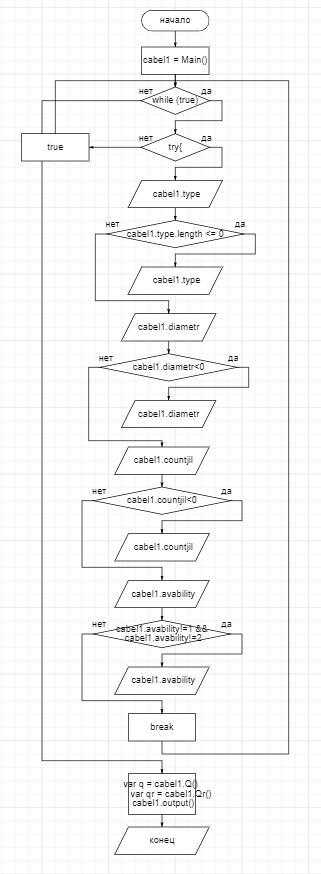 начало
cabel1 = Main()
нет
да
while (true)
нет
да
true
try{
cabel1.type
нет
да
cabel1.type.length <= 0
cabel1.type
cabel1.diametr
нет
да
cabel1.diametr<0
cabel1.diametr
cabel1.countjil
нет
да
cabel1.countjil<0
cabel1.countjil
cabel1.avability
нет
да
cabel1.avability!=1 &&
cabel1.avability!=2
cabel1.avability
break
var q = cabel1.Q()
var qr = cabel1.Qr()
cabel1.output()
конец